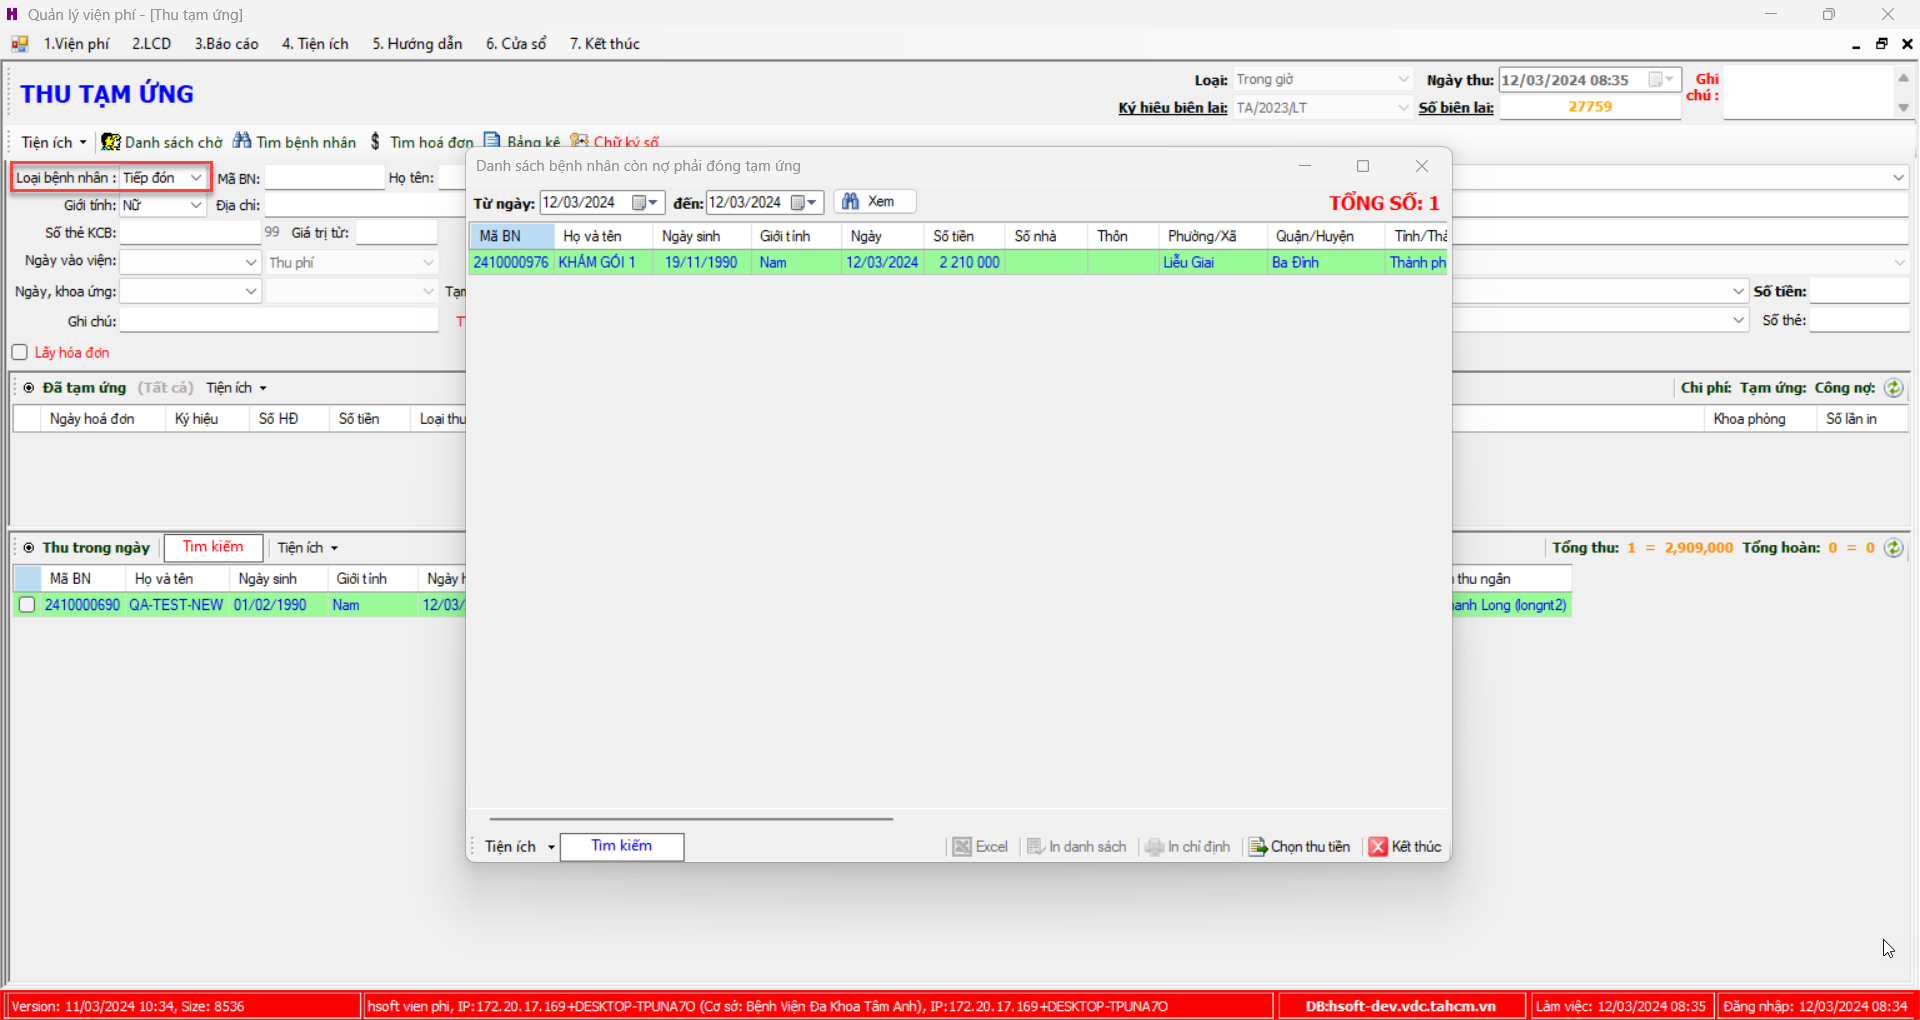 Quản lý viện phí - [Thu tạm ứng]
1.Viện phí 2.LCD 3.Báo cáo 4. Tiện ích 5. Hướng dẫn 6. Cửa sổ 7. Kết thúc
THU TẠM ỨNG
Loại: Trong giờ Ngày thu: 12/03/2024 08:35 Ghi chú :
Ký hiệu biên lai: TA/2023/LT Số biên lai: 27759
Tiện ích Danh sách chờ Tìm bệnh nhân $ Tìm hoá đơn Bảng kê Chữ ký số
Loại bệnh nhân : Tiếp đón Mã BN: Họ tên:
Giới tính: Nữ Địa chỉ:
Số thẻ KCB: 99 Giá trị từ:
Ngày vào viện: Thu phí
Ngày, khoa ứng: Số tiền:
Ghi chú: Số thẻ:
Lấy hóa đơn
Đã tạm ứng (Tất cả) Tiện ích Chi phí: Tạm ứng: Công nợ:
Ngày hoá đơn Ký hiệu Số HĐ Số tiền Loại thu Khoa phòng Số lần in
Thu trong ngày Tìm kiếm Tiện ích Tổng thu: 1 = 2,909,000 Tổng hoàn: 0 = 0
Mã BN Họ và tên Ngày sinh Giới tính Ngày thu ngân
2410000690 QA-TEST-NEW 01/02/1990 Nam 12/03/ anh Long (longnt2)
Danh sách bệnh nhân còn nợ phải đóng tạm ứng
Từ ngày: 12/03/2024 đến: 12/03/2024 Xem TỔNG SỐ: 1
Mã BN Họ và tên Ngày sinh Giới tính Ngày Số tiền Số nhà Thôn Phường/Xã Quận/Huyện Tỉnh/Thà
2410000976 KHÁM GÓI 1 19/11/1990 Nam 12/03/2024 2 210 000 Liễu Giai Ba Đình Thành ph
Tiện ích Tìm kiếm Excel In danh sách In chỉ định Chọn thu tiền Kết thúc
Version: 11/03/2024 10:34, Size: 8536 hsoft vien phi, IP:172.20.17.169+DESKTOP-TPUNA7O (Cơ sở: Bệnh Viện Đa Khoa Tâm Anh), IP:172.20.17.169+DESKTOP-TPUNA7O DB:hsoft-dev.vdc.tahcm.vn Làm việc: 12/03/2024 08:35 Đăng nhập: 12/03/2024 08:34